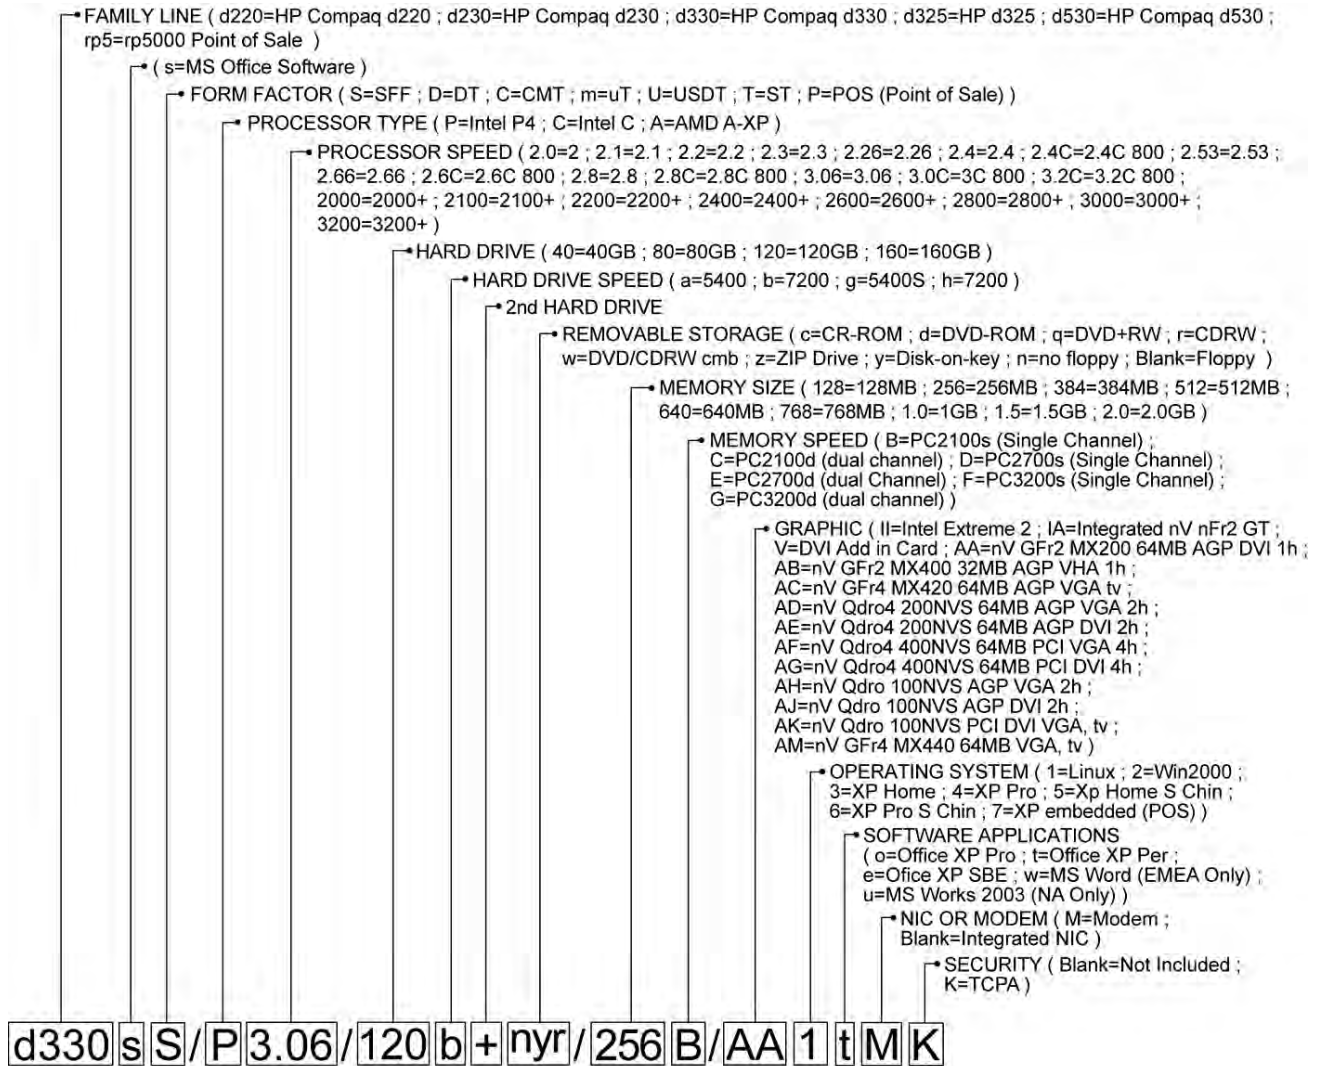 FAMILY LINE ( d220=HP Compaq d220 ; d230=HP Compaq d230 ; d330=HP Compaq d330 ; d325=HP d325 ; d530=HP Compaq d530 ;
rp5=rp5000 Point of Sale )
( s=MS Office Software )
FORM FACTOR ( S=SFF ; D=DT ; C=CMT ; m=uT ; U=USDT ; T=ST ; P=POS (Point of Sale) )
PROCESSOR TYPE ( P=Intel P4 ; C=Intel C ; A=AMD A-XP )
PROCESSOR SPEED ( 2.0=2 ; 2.1=2.1 ; 2.2=2.2 ; 2.3=2.3 ; 2.26=2.26 ; 2.4=2.4 ; 2.4C=2.4C 800 ; 2.53=2.53 ;
2.66=2.66 ; 2.6C=2.6C 800 ; 2.8=2.8 ; 2.8C=2.8C 800 ; 3.06=3.06 ; 3.0C=3C 800 ; 3.2C=3.2C 800 ;
2000=2000+ ; 2100=2100+ ; 2200=2200+ ; 2400=2400+ ; 2600=2600+ ; 2800=2800+ ; 3000=3000+ ;
3200=3200+ )
HARD DRIVE ( 40=40GB ; 80=80GB ; 120=120GB ; 160=160GB )
HARD DRIVE SPEED ( a=5400 ; b=7200 ; g=5400S ; h=7200 )
2nd HARD DRIVE
REMOVABLE STORAGE ( c=CR-ROM ; d=DVD-ROM ; q=DVD+RW ; r=CDRW ;
w=DVD/CDRW cmb ; z=ZIP Drive ; y=Disk-on-key ; n=no floppy ; Blank=Floppy )
MEMORY SIZE ( 128=128MB ; 256=256MB ; 384=384MB ; 512=512MB ;
640=640MB ; 768=768MB ; 1.0=1GB ; 1.5=1.5GB ; 2.0=2.0GB )
MEMORY SPEED ( B=PC2100s (Single Channel) ;
C=PC2100d (dual channel) ; D=PC2700s (Single Channel) ;
E=PC2700d (dual Channel) ; F=PC3200s (Single Channel) ;
G=PC3200d (dual channel) )
GRAPHIC ( II=Intel Extreme 2 ; IA=Integrated nV nFr2 GT ;
V=DVI Add in Card ; AA=nV GFr2 MX200 64MB AGP DVI 1h ;
AB=nV GFr2 MX400 32MB AGP VHA 1h ;
AC=nV GFr4 MX420 64MB AGP VGA tv ;
AD=nV Qdro4 200NVS 64MB AGP VGA 2h ;
AE=nV Qdro4 200NVS 64MB AGP DVI 2h ;
AF=nV Qdro4 400NVS 64MB PCI VGA 4h ;
AG=nV Qdro4 400NVS 64MB PCI DVI 4h ;
AH=nV Qdro 100NVS AGP VGA 2h ;
AJ=nV Qdro 100NVS AGP DVI 2h ;
AK=nV Qdro 100NVS PCI DVI VGA, tv ;
AM=nV GFr4 MX440 64MB VGA, tv )
OPERATING SYSTEM ( 1=Linux ; 2=Win2000 ;
3=XP Home ; 4=XP Pro ; 5=Xp Home S Chin ;
6=XP Pro S Chin ; 7=XP embedded (POS) )
SOFTWARE APPLICATIONS
( o=Office XP Pro ; t=Office XP Per ;
e=Ofice XP SBE ; w=MS Word (EMEA Only) ;
u=MS Works 2003 (NA Only) )
NIC OR MODEM ( M=Modem ;
Blank=Integrated NIC )
SECURITY ( Blank=Not Included ;
K=TCPA )
d330 s S / P 3.06 / 120 b + nyr / 256 B / AA 1 t M K